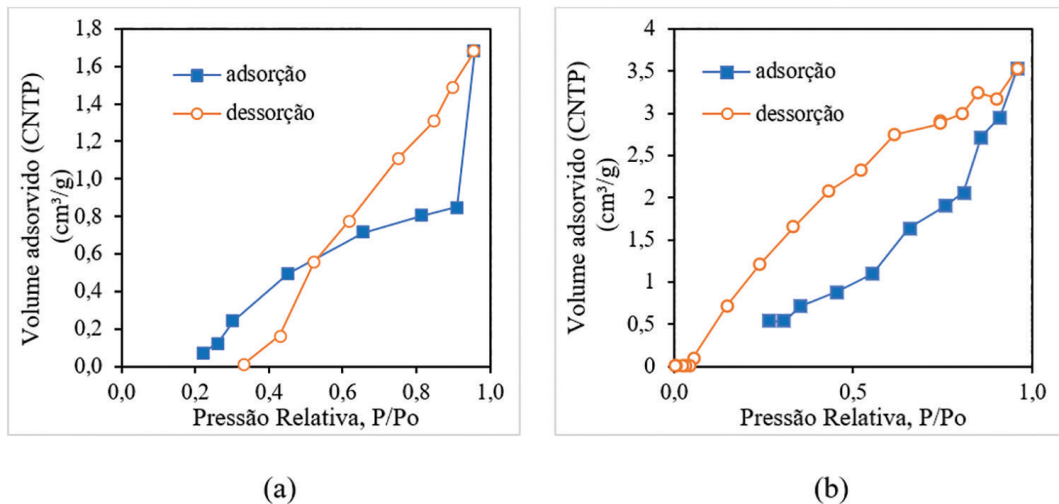 1,8
1,6
1,4
1,2
1,0
0,8
0,6
0,4
0,2
0,0
0,0 0,2 0,4 0,6 0,8 1,0
Volume adsorvido (CNTP)
(cm³/g)
Pressão Relativa, P/Po
adsorção
dessorção
(a)
4
3,5
3
2,5
2
1,5
1
0,5
0
0,0 0,5 1,0
Volume adsorvido (CNTP)
(cm³/g)
Pressão Relativa, P/Po
adsorção
dessorção
(b)